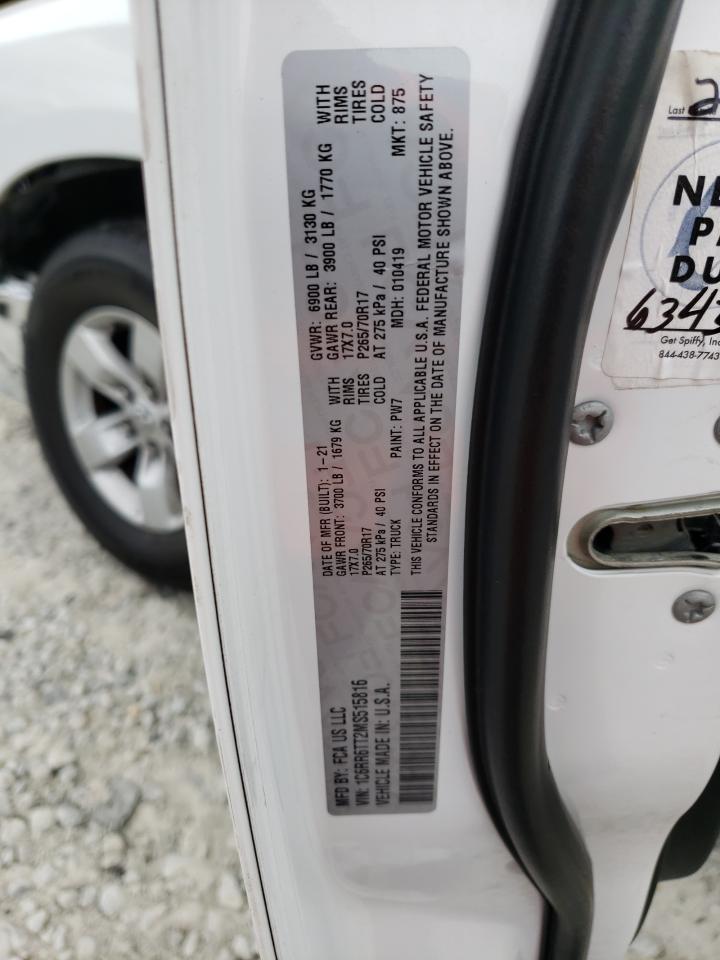 MFD BY: FCA US LLC
VIN: 1C6RR6TT2MS515816
VEHICLE MADE IN: U.S.A.
DATE OF MFR (BUILT): 1-21 GVWR: 6900 LB / 3130 KG
GAWR FRONT: 3700 LB / 1679 KG GAWR REAR: 3900 LB / 1770 KG WITH
17X7.0 RIMS 17X7.0 RIMS
P265/70R17 TIRES P265/70R17 TIRES
AT 275 kPa / 40 PSI COLD AT 275 kPa / 40 PSI COLD
TYPE: TRUCK PAINT: PW7 MDH: 010419 MKT: 875
THIS VEHICLE CONFORMS TO ALL APPLICABLE U.S.A. FEDERAL MOTOR VEHICLE SAFETY
STANDARDS IN EFFECT ON THE DATE OF MANUFACTURE SHOWN ABOVE.
Last
Get Spiffy, Inc
844-438-7743